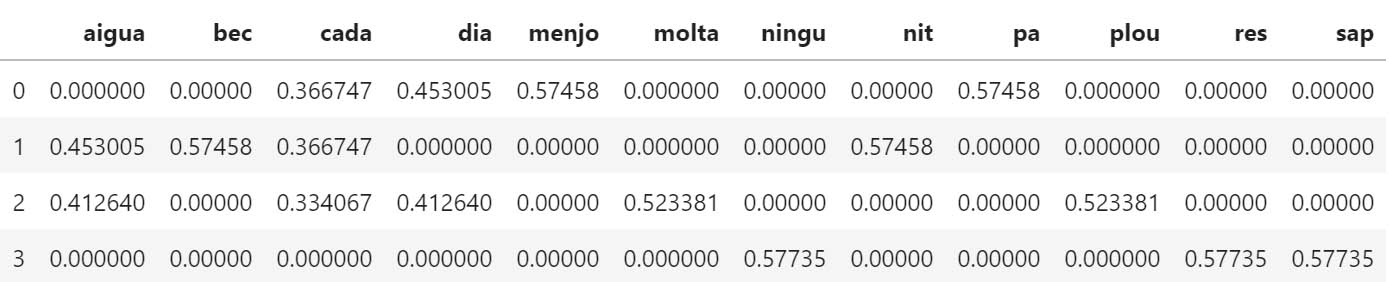 aigua bec cada dia menjo molta ningu nit pa plou res sap
0 0.000000 0.00000 0.366747 0.453005 0.57458 0.000000 0.00000 0.00000 0.57458 0.000000 0.00000 0.00000
1 0.453005 0.57458 0.366747 0.000000 0.00000 0.000000 0.00000 0.57458 0.00000 0.000000 0.00000 0.00000
2 0.412640 0.00000 0.334067 0.412640 0.00000 0.523381 0.00000 0.00000 0.00000 0.523381 0.00000 0.00000
3 0.000000 0.00000 0.000000 0.000000 0.00000 0.000000 0.57735 0.00000 0.00000 0.000000 0.57735 0.57735